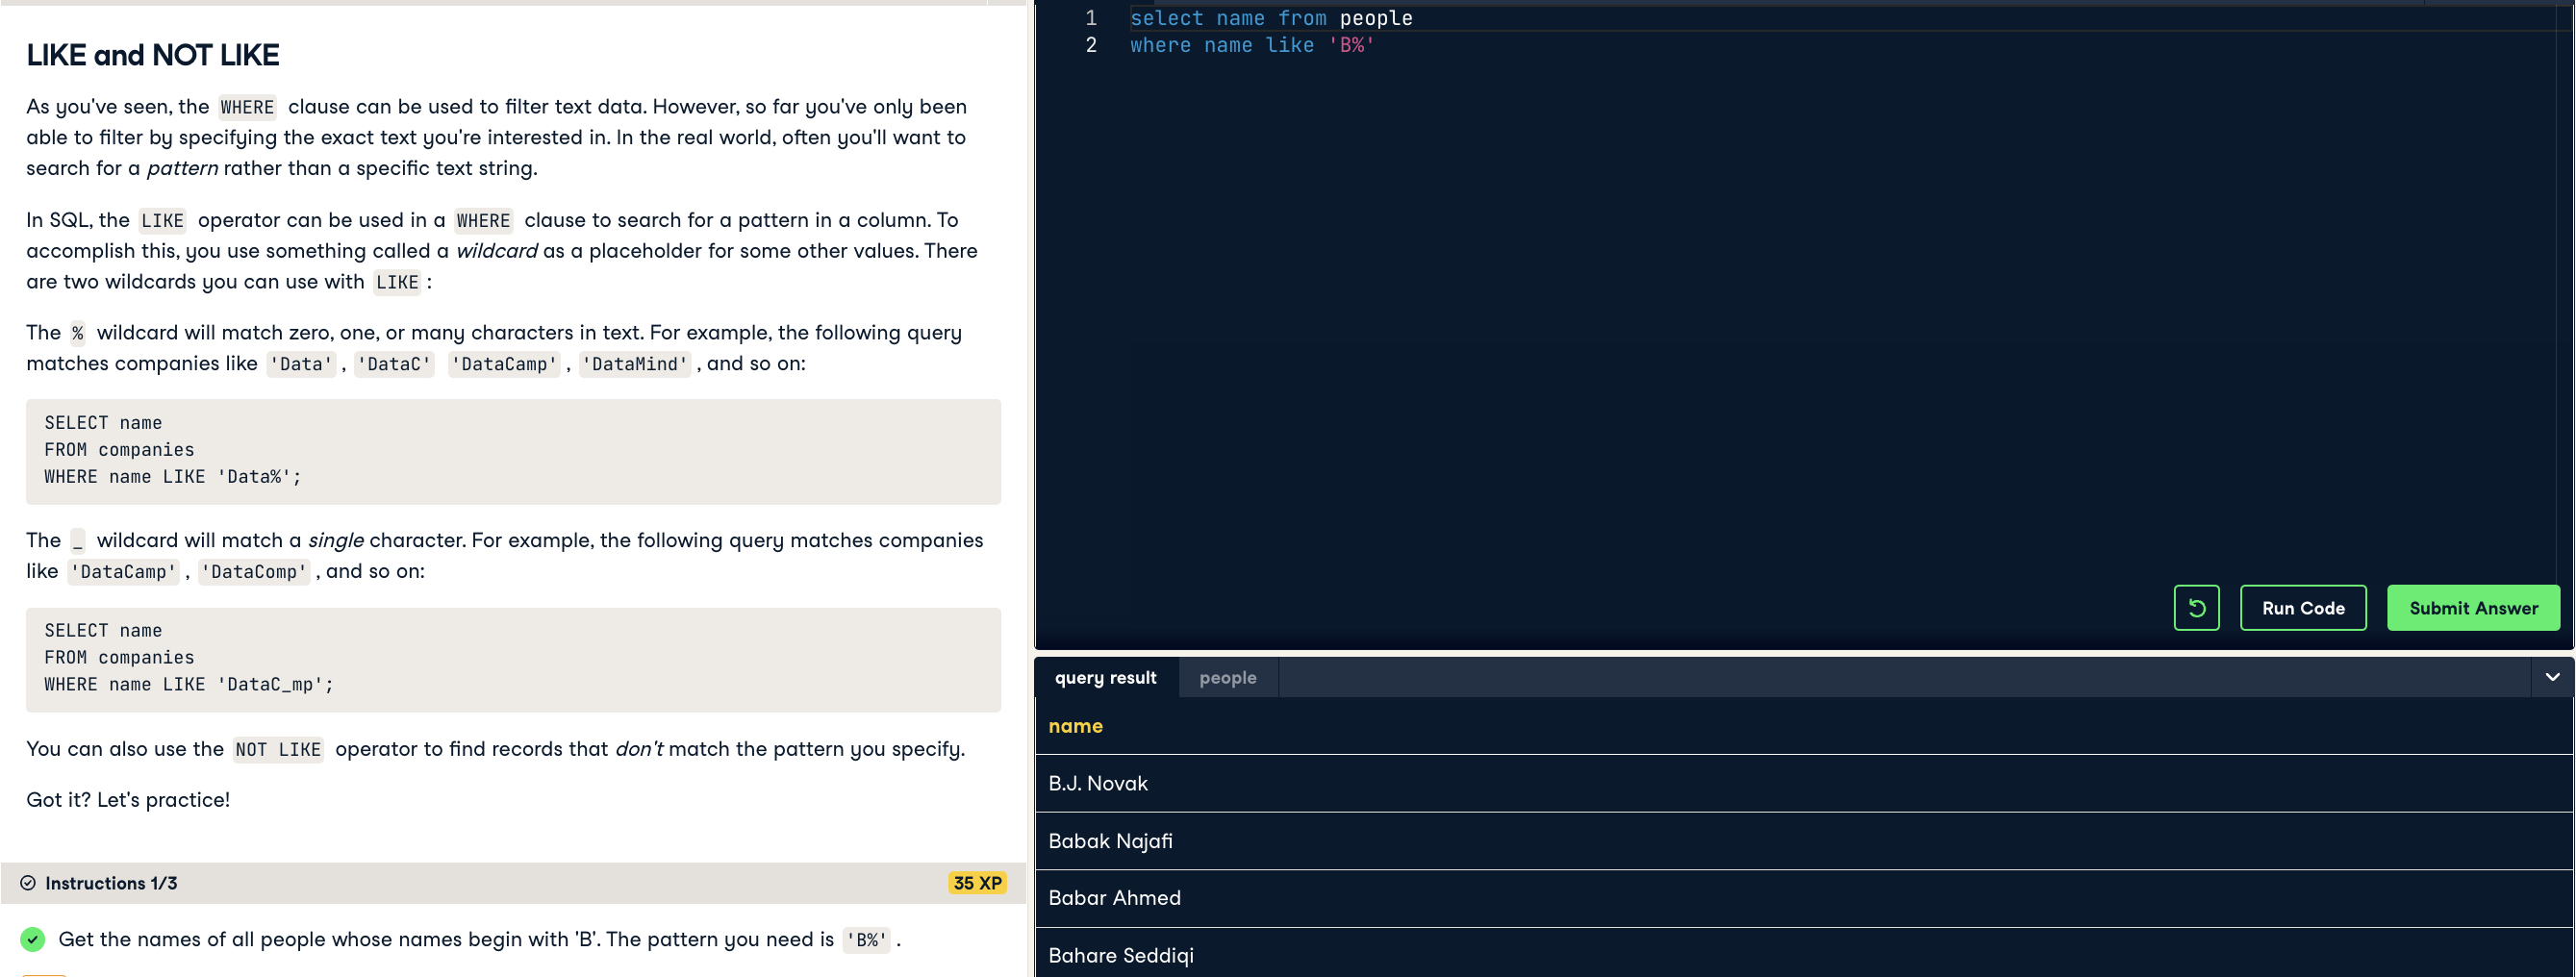 LIKE and NOT LIKE
As you've seen, the WHERE clause can be used to filter text data. However, so far you've only been
able to filter by specifying the exact text you're interested in. In the real world, often you'll want to
search for a pattern rather than a specific text string.
In SQL, the LIKE operator can be used in a WHERE clause to search for a pattern in a column. To
accomplish this, you use something called a wildcard as a placeholder for some other values. There
are two wildcards you can use with LIKE :
The % wildcard will match zero, one, or many characters in text. For example, the following query
matches companies like 'Data' , 'DataC' 'DataCamp' , 'DataMind' , and so on:
SELECT name
FROM companies
WHERE name LIKE 'Data%';
The _ wildcard will match a single character. For example, the following query matches companies
like 'DataCamp' , 'DataComp' , and so on:
SELECT name
FROM companies
WHERE name LIKE 'DataC_mp';
You can also use the NOT LIKE operator to find records that don't match the pattern you specify.
Got it? Let's practice!
Instructions 1/3
35 XP
Get the names of all people whose names begin with 'B'. The pattern you need is 'B%' .
1 select name from people
2 where name like 'B%'
Run Code
Submit Answer
query result
people
name
B.J. Novak
Babak Najafi
Babar Ahmed
Bahare Seddiqi